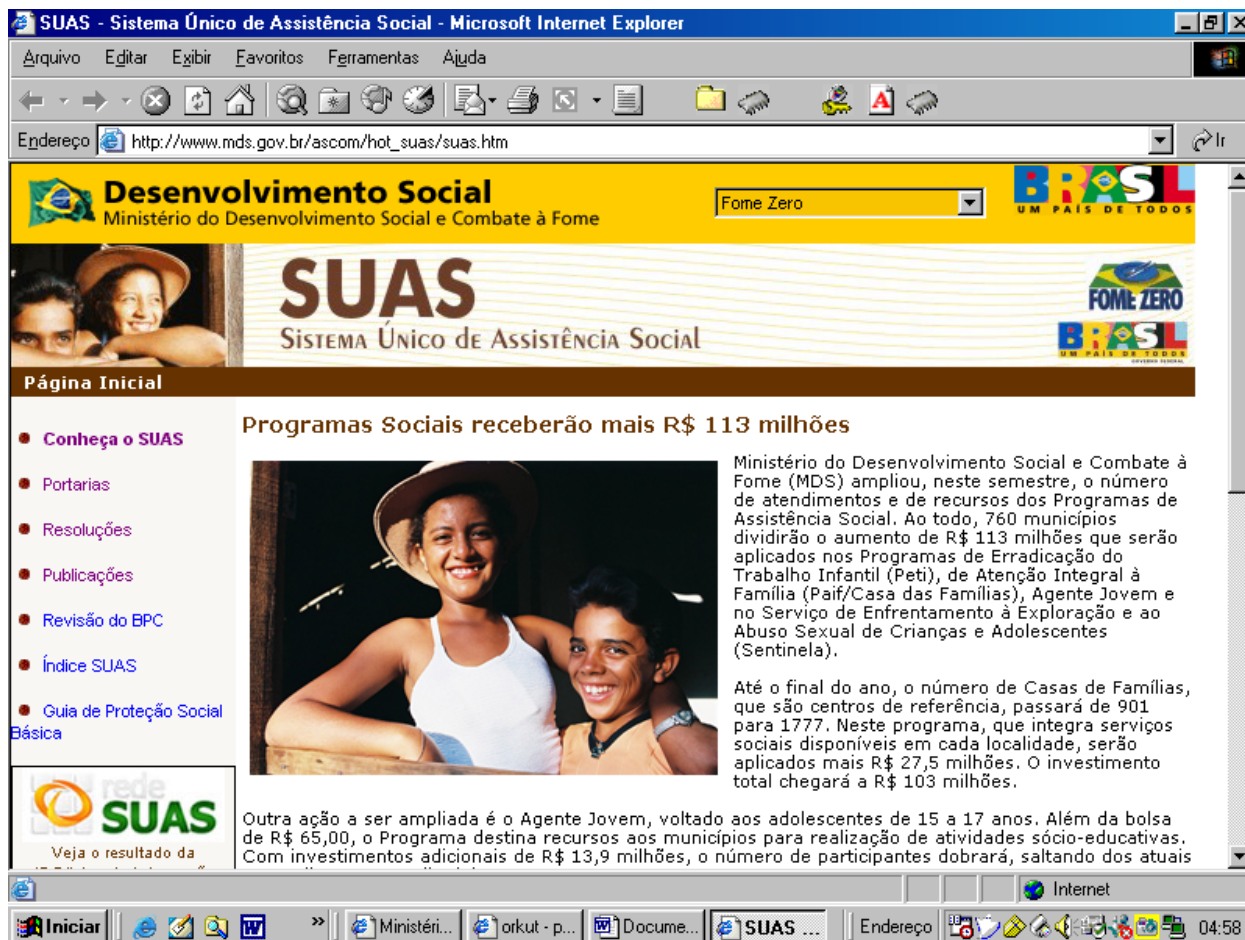 SUAS - Sistema Único de Assistência Social - Microsoft Internet Explorer
Arquivo Editar Exibir Favoritos Ferramentas Ajuda
Endereço http://www.mds.gov.br/ascom/hot_suas/suas.htm Ir
Desenvolvimento Social
Ministério do Desenvolvimento Social e Combate à Fome
Fome Zero
BRASIL
UM PAÍS DE TODOS
SUAS
Sistema Único de Assistência Social
FOME ZERO
BRASIL
UM PAÍS DE TODOS
GOVERNO FEDERAL
Página Inicial
Conheça o SUAS
Portarias
Resoluções
Publicações
Revisão do BPC
Índice SUAS
Guia de Proteção Social
Básica
rede
SUAS
Veja o resultado da
Programas Sociais receberão mais R$ 113 milhões
Ministério do Desenvolvimento Social e Combate à
Fome (MDS) ampliou, neste semestre, o número
de atendimentos e de recursos dos Programas de
Assistência Social. Ao todo, 760 municípios
dividirão o aumento de R$ 113 milhões que serão
aplicados nos Programas de Erradicação do
Trabalho Infantil (Peti), de Atenção Integral à
Família (Paif/Casa das Famílias), Agente Jovem e
no Serviço de Enfrentamento à Exploração e ao
Abuso Sexual de Crianças e Adolescentes
(Sentinela).
Até o final do ano, o número de Casas de Famílias,
que são centros de referência, passará de 901
para 1777. Neste programa, que integra serviços
sociais disponíveis em cada localidade, serão
aplicados mais R$ 27,5 milhões. O investimento
total chegará a R$ 103 milhões.
Outra ação a ser ampliada é o Agente Jovem, voltado aos adolescentes de 15 a 17 anos. Além da bolsa
de R$ 65,00, o Programa destina recursos aos municípios para realização de atividades sócio-educativas.
Com investimentos adicionais de R$ 13,9 milhões, o número de participantes dobrará, saltando dos atuais
Internet
Iniciar » Ministéri... orkut - p... Docume... SUAS ... Endereço 04:58